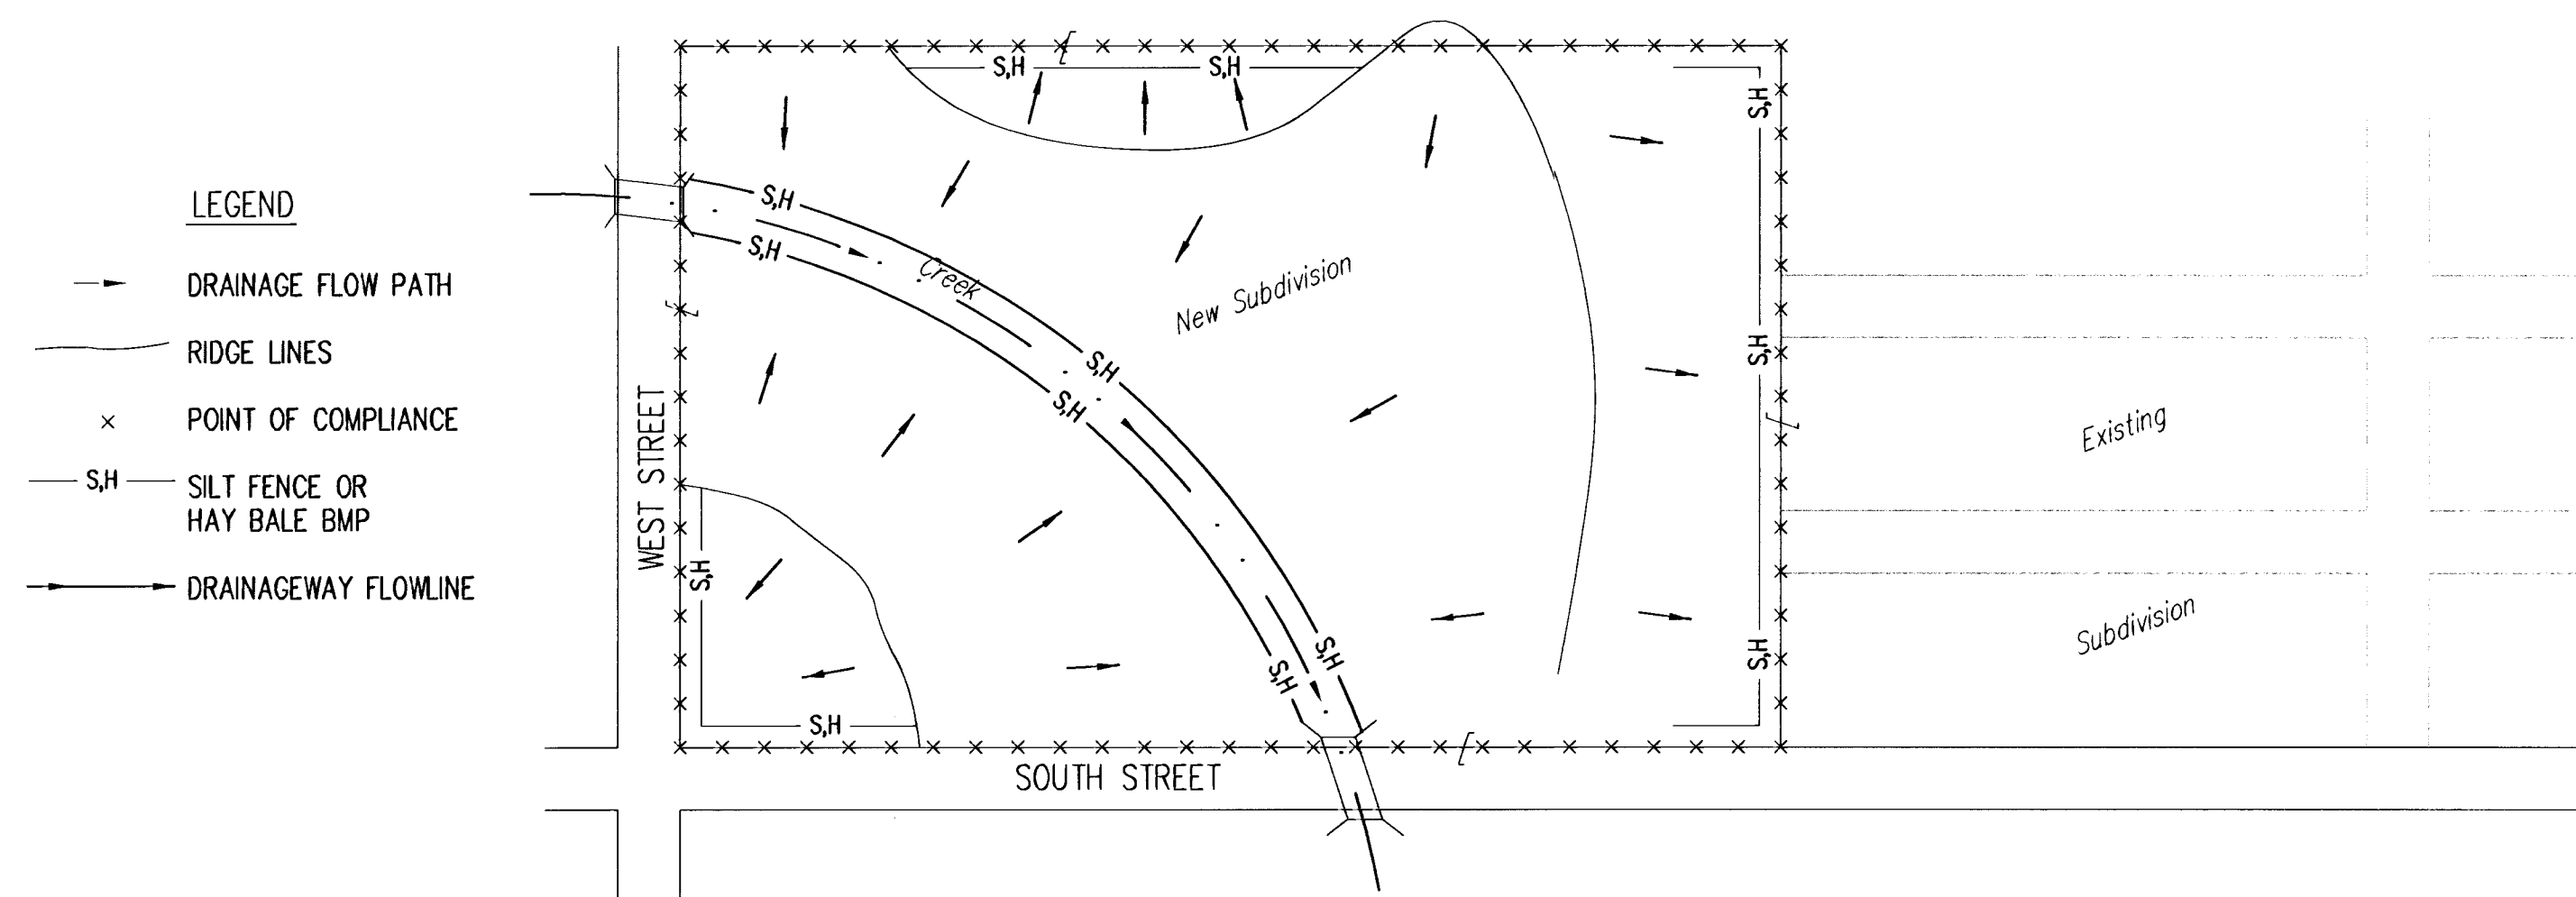 LEGEND
DRAINAGE FLOW PATH
RIDGE LINES
× POINT OF COMPLIANCE
S,H SILT FENCE OR
HAY BALE BMP
DRAINAGEWAY FLOWLINE
WEST STREET
SOUTH STREET
S,H
S,H
S,H
S,H
Creek
New Subdivision
S,H
S,H
S,H
S,H
S,H
S,H
S,H
S,H
S,H
Existing
Subdivision